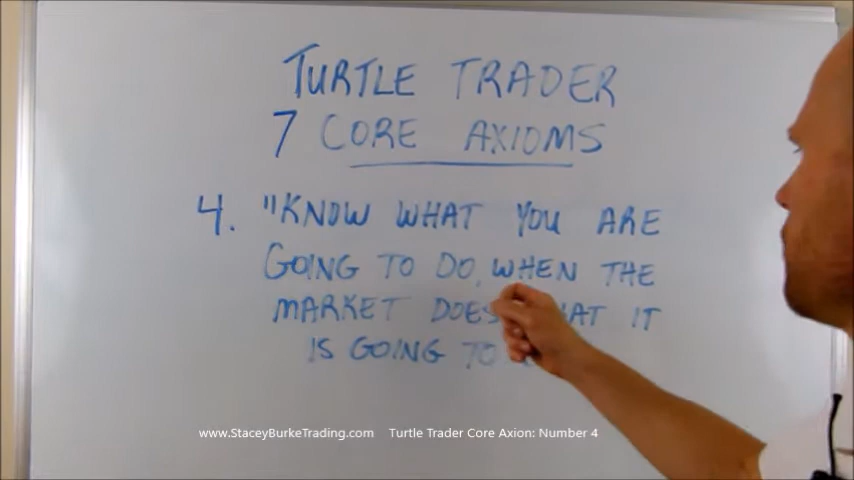 TURTLE TRADER
7 CORE AXIOMS
4. "KNOW WHAT YOU ARE
GOING TO DO, WHEN THE
MARKET DOES IT
IS GOING TO
www.StaceyBurkeTrading.com Turtle Trader Core Axion: Number 4